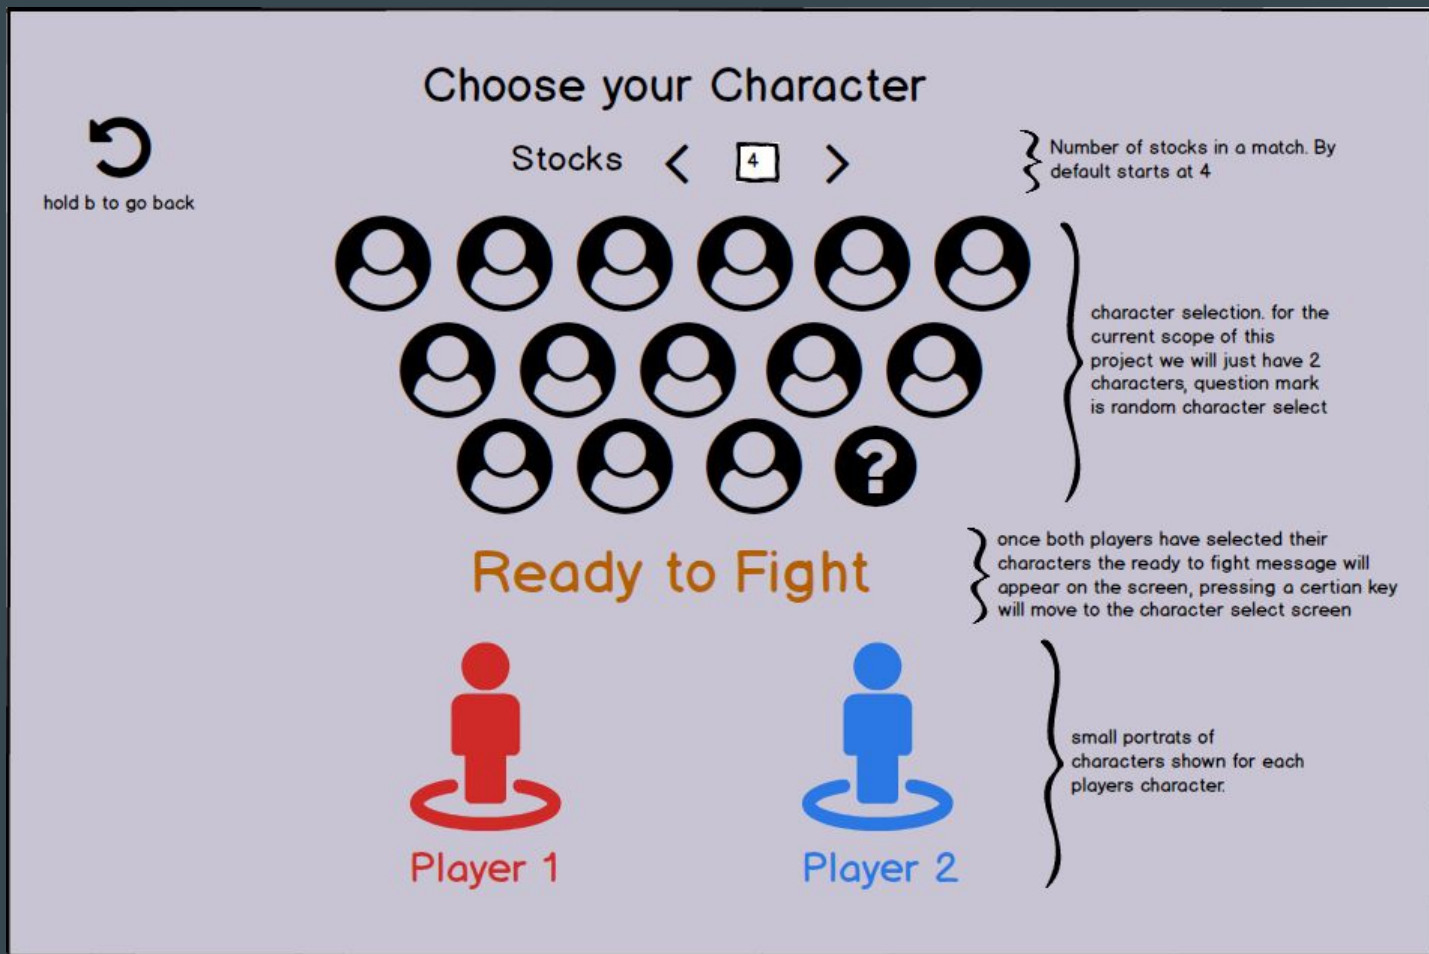 Choose your Character
Stocks < 4 >
hold b to go back
Number of stocks in a match. By
default starts at 4
character selection. for the
current scope of this
project we will just have 2
characters, question mark
is random character select
?
Ready to Fight
once both players have selected their
characters the ready to fight message will
appear on the screen, pressing a certian key
will move to the character select screen
small portrats of
characters shown for each
players character.
Player 1
Player 2